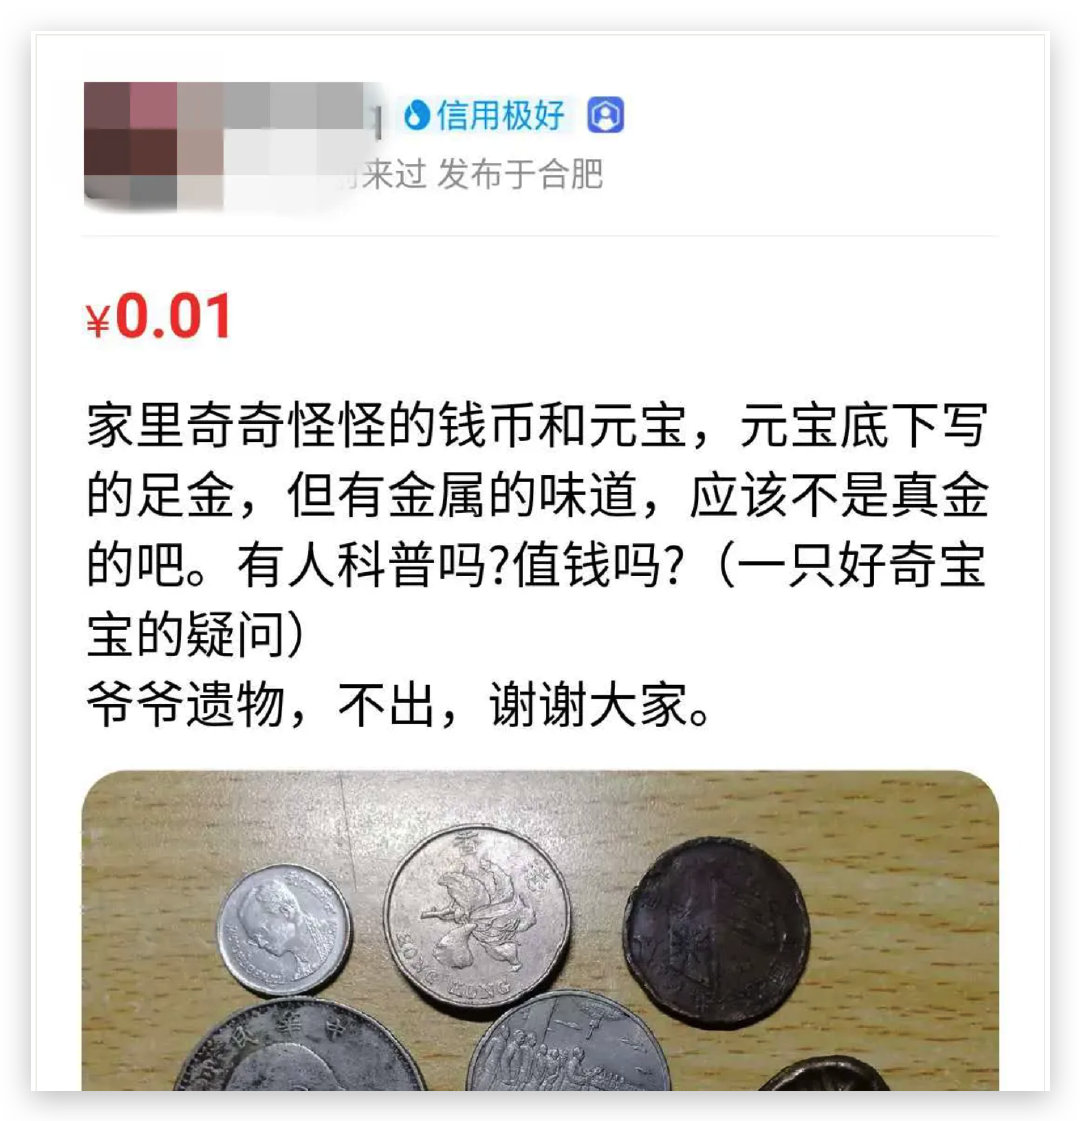 信用极好
来过 发布于合肥
¥0.01
家里奇奇怪怪的钱币和元宝，元宝底下写
的足金，但有金属的味道，应该不是真金
的吧。有人科普吗?值钱吗?（一只好奇宝
宝的疑问）
爷爷遗物，不出，谢谢大家。
香 港
HONG KONG